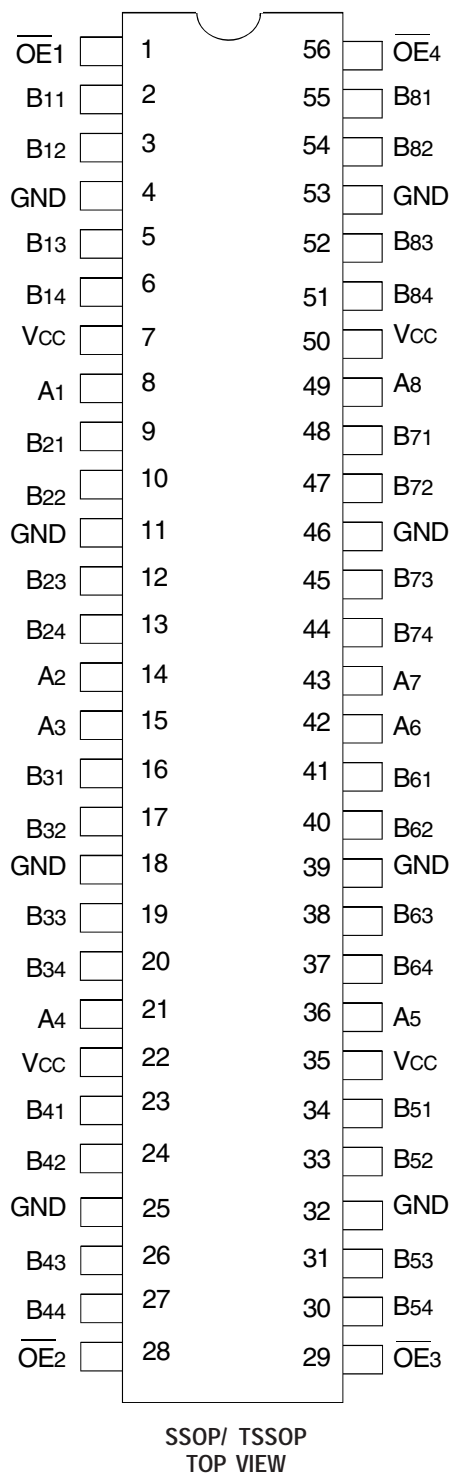 OE1 1 56 OE4
B11 2 55 B81
B12 3 54 B82
GND 4 53 GND
B13 5 52 B83
B14 6 51 B84
VCC 7 50 VCC
A1 8 49 A8
B21 9 48 B71
B22 10 47 B72
GND 11 46 GND
B23 12 45 B73
B24 13 44 B74
A2 14 43 A7
A3 15 42 A6
B31 16 41 B61
B32 17 40 B62
GND 18 39 GND
B33 19 38 B63
B34 20 37 B64
A4 21 36 A5
VCC 22 35 VCC
B41 23 34 B51
B42 24 33 B52
GND 25 32 GND
B43 26 31 B53
B44 27 30 B54
OE2 28 29 OE3
SSOP/ TSSOP
TOP VIEW